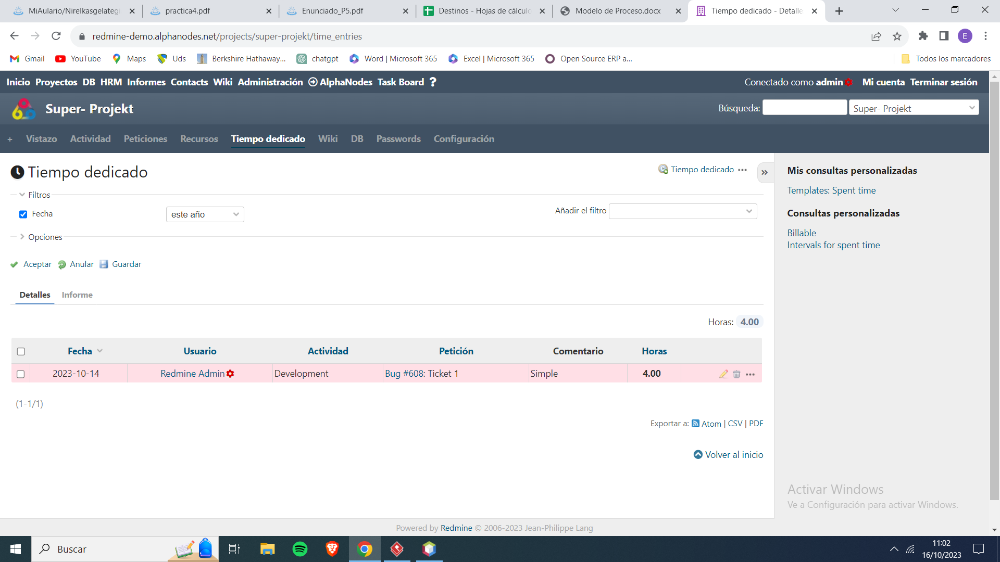 MiAulario/Nirelkasgelategi
practica4.pdf
Enunciado_P5.pdf
Destinos - Hojas de cálculo
Modelo de Proceso.docx
Tiempo dedicado - Detalle
redmine-demo.alphanodes.net/projects/super-projekt/time_entries
E
Gmail YouTube Maps Uds Berkshire Hathaway... chatgpt Word | Microsoft 365 Excel | Microsoft 365 Open Source ERP a... Todos los marcadores
Inicio Proyectos DB HRM Informes Contacts Wiki Administración AlphaNodes Task Board ? Conectado como admin Mi cuenta Terminar sesión
Super- Projekt
Búsqueda: Super- Projekt
+ Vistazo Actividad Peticiones Recursos Tiempo dedicado Wiki DB Passwords Configuración
Tiempo dedicado
Tiempo dedicado ...
»
Filtros
Fecha este año Añadir el filtro
Opciones
Aceptar Anular Guardar
Detalles Informe
Horas: 4.00
Fecha Usuario Actividad Petición Comentario Horas
2023-10-14 Redmine Admin Development Bug #608: Ticket 1 Simple 4.00 ...
(1-1/1)
Exportar a: Atom | CSV | PDF
Volver al inicio
Mis consultas personalizadas
Templates: Spent time
Consultas personalizadas
Billable
Intervals for spent time
Activar Windows
Ve a Configuración para activar Windows.
Powered by Redmine © 2006-2023 Jean-Philippe Lang
Buscar
11:02
16/10/2023